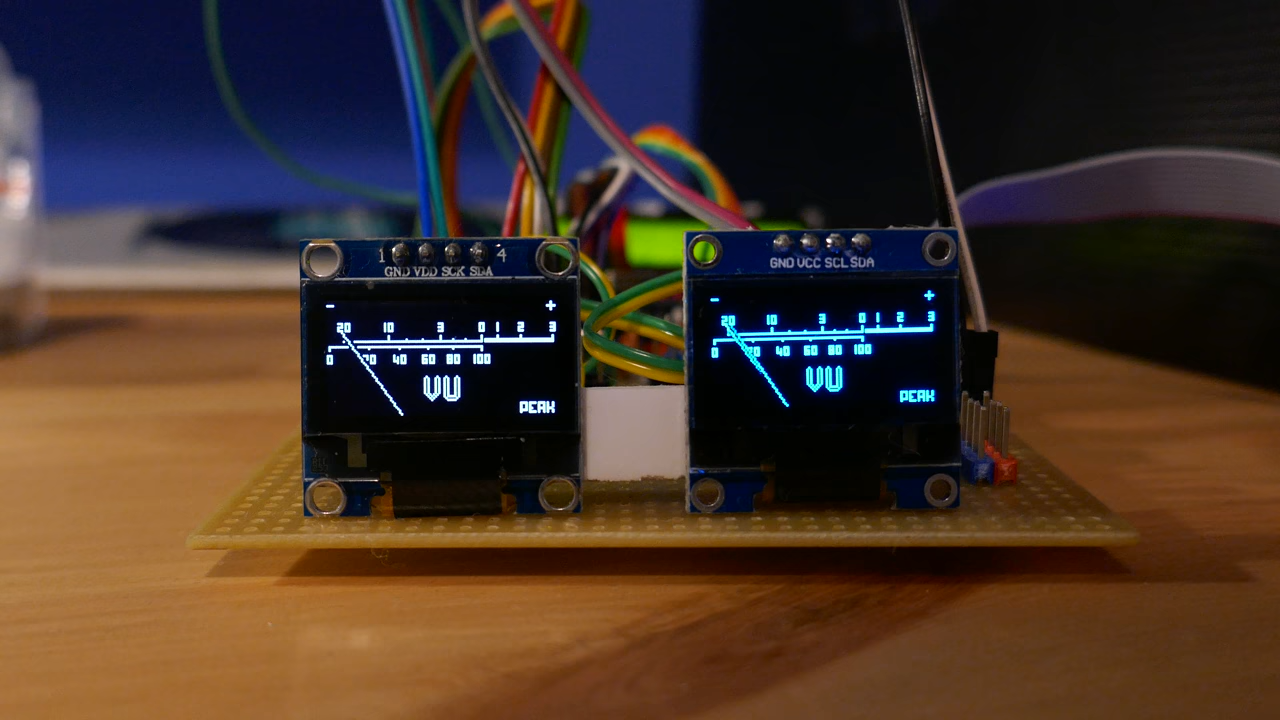 1 4
GND VDD SCK SDA
- +
20 10 3 0 1 2 3
0 20 40 60 80 100
VU
PEAK
GND VCC SCL SDA
- +
20 10 3 0 1 2 3
0 20 40 60 80 100
VU
PEAK